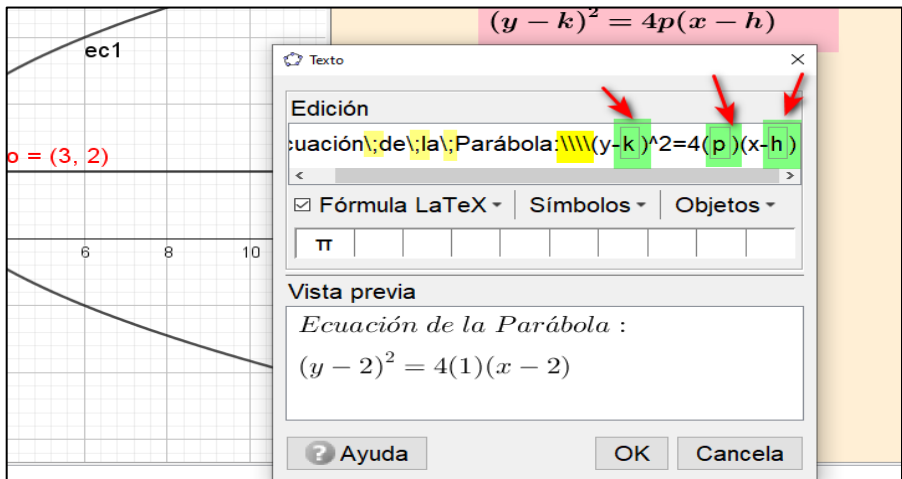 (y − k)² = 4p(x − h)
ec1
o = (3, 2)
6 8 10
Texto
Edición
cuación\;de\;la\;Parábola:\\\\(y-k)^2=4(p)(x-h)
Fórmula LaTeX Símbolos Objetos
π
Vista previa
Ecuación de la Parábola :
(y − 2)² = 4(1)(x − 2)
Ayuda OK Cancela